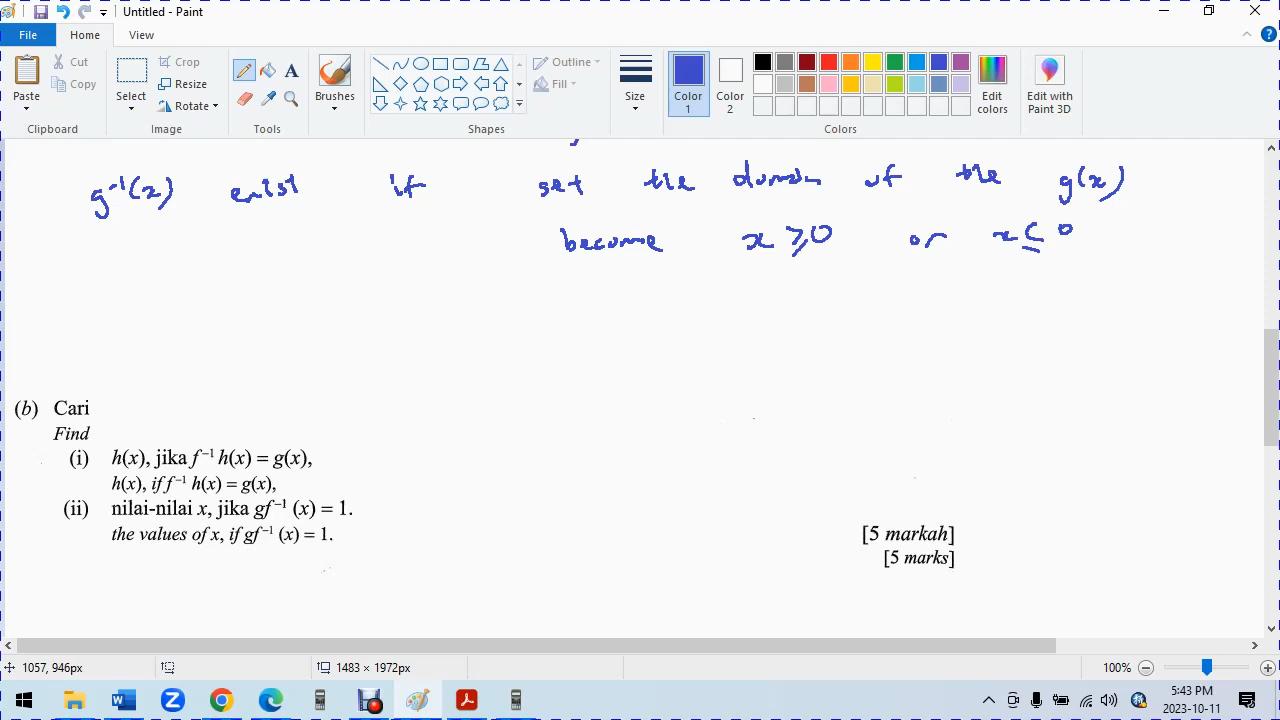 Untitled - Paint
File Home View
Paste Cut Copy Clipboard
Select Crop Resize Rotate Image
Tools
Brushes
Shapes Outline Fill
Size
Color 1 Color 2 Edit colors Colors
Edit with Paint 3D
g⁻¹(x) exist if set the domain of the g(x)
become x ⩾ 0 or x ≤ 0
(b) Cari
Find
(i) h(x), jika f⁻¹ h(x) = g(x),
h(x), if f⁻¹ h(x) = g(x),
(ii) nilai-nilai x, jika gf⁻¹ (x) = 1.
the values of x, if gf⁻¹ (x) = 1.
[5 markah]
[5 marks]
1057, 946px 1483 × 1972px 100%
5:43 PM
2023-10-11